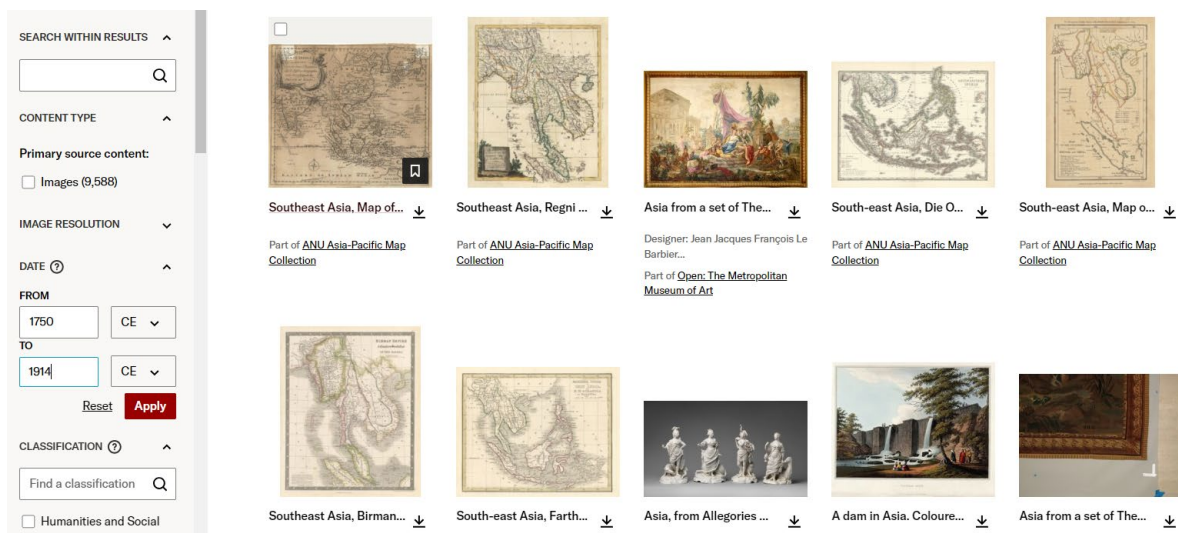 SEARCH WITHIN RESULTS
CONTENT TYPE
Primary source content:
Images (9,588)
IMAGE RESOLUTION
DATE ?
FROM
1750
CE
TO
1914
CE
Reset
Apply
CLASSIFICATION ?
Find a classification
Humanities and Social
Southeast Asia, Map of...
Part of ANU Asia-Pacific Map
Collection
Southeast Asia, Regni ...
Part of ANU Asia-Pacific Map
Collection
Asia from a set of The...
Designer: Jean Jacques François Le
Barbier...
Part of Open: The Metropolitan
Museum of Art
South-east Asia, Die O...
Part of ANU Asia-Pacific Map
Collection
South-east Asia, Map o...
Part of ANU Asia-Pacific Map
Collection
Southeast Asia, Birman...
South-east Asia, Farth...
Asia, from Allegories ...
A dam in Asia. Coloure...
Asia from a set of The...